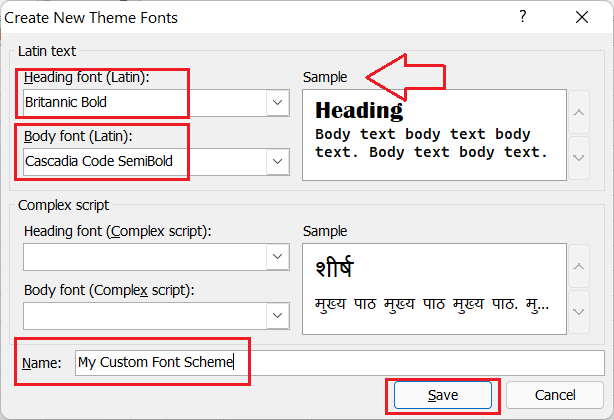 Create New Theme Fonts
?
Latin text
Heading font (Latin):
Sample
Britannic Bold
Heading
Body text body text body
text. Body text body text.
Body font (Latin):
Cascadia Code SemiBold
Complex script
Heading font (Complex script):
Sample
शीर्ष
मुख्य पाठ मुख्य पाठ मुख्य पाठ. मु...
Body font (Complex script):
Name:
My Custom Font Scheme
Save
Cancel